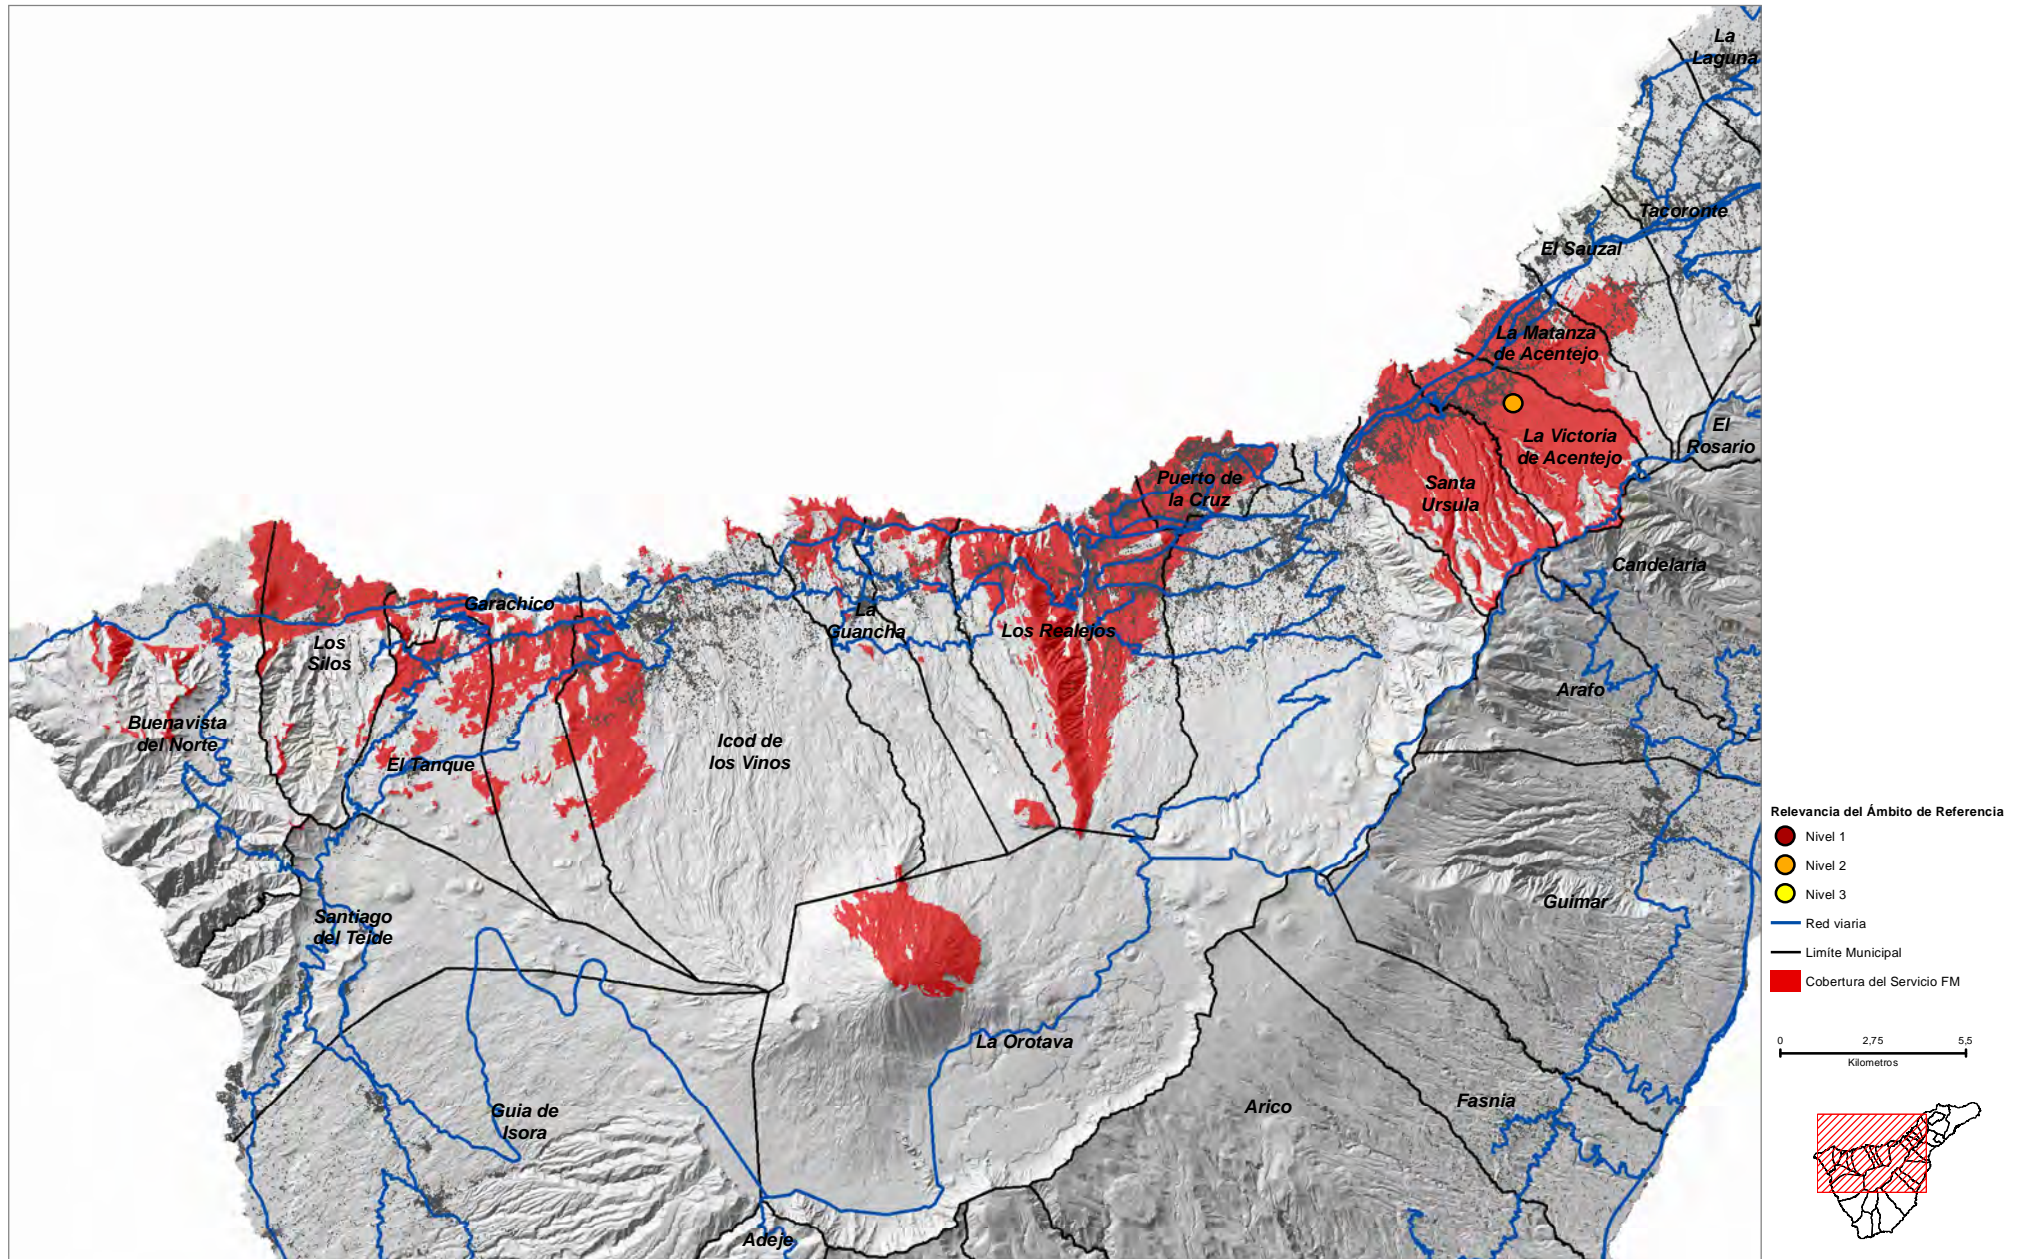 La
Laguna
Tacoronte
El Sauzal
La Matanza
de Acentejo
El
Rosario
La Victoria
de Acentejo
Puerto de
la Cruz
Santa
Ursula
Candelaria
Garachico
La
Guancha
Los Realejos
Los
Silos
Arafo
Buenavista
del Norte
Icod de
los Vinos
El Tanque
Guimar
Santiago
del Teide
La Orotava
Guia de
Isora
Arico
Fasnia
Adeje
Relevancia del Ámbito de Referencia
Nivel 1
Nivel 2
Nivel 3
Red viaria
Limíte Municipal
Cobertura del Servicio FM
0 2,75 5,5
Kilometros